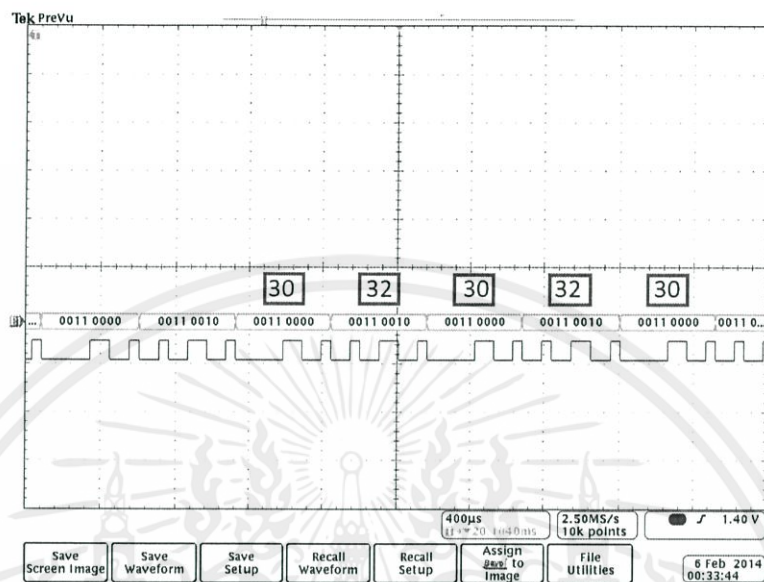 Tek PreVu
30 32 30 32 30
... 0011 0000 0011 0010 0011 0000 0011 0010 0011 0000 0011 0010 0011 0000 0011 0...
400µs 2.50MS/s 1.40 V
10k points
Save Screen Image
Save Waveform
Save Setup
Recall Waveform
Recall Setup
Assign to Image
File Utilities
6 Feb 2014
00:33:44